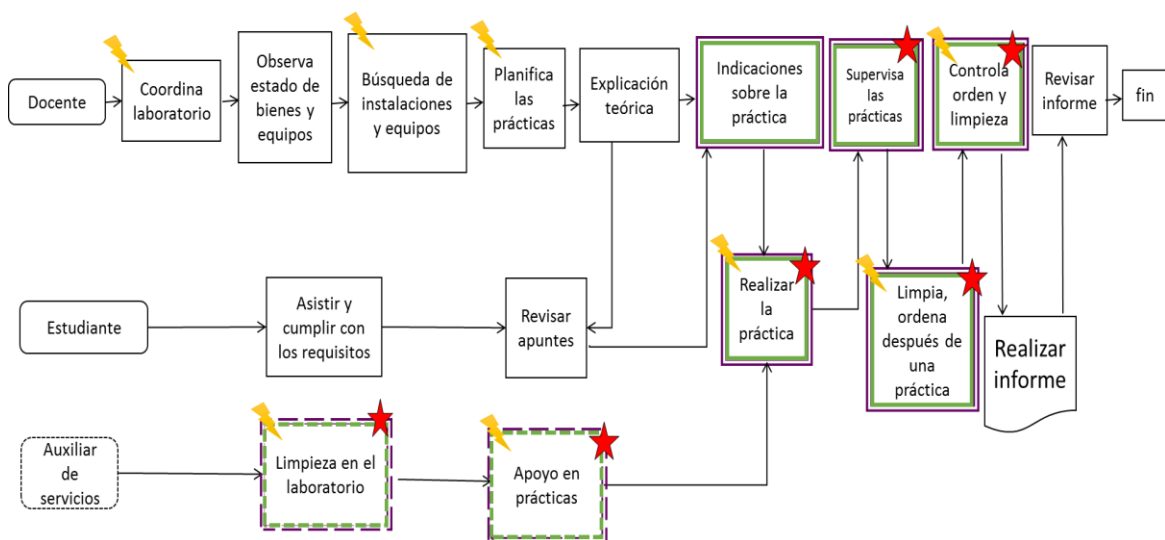 Docente
Coordina
laboratorio
Observa
estado de
bienes y
equipos
Búsqueda de
instalaciones
y equipos
Planifica
las
prácticas
Explicación
teórica
Indicaciones
sobre la
práctica
Supervisa
las
prácticas
Controla
orden y
limpieza
Revisar
informe
fin
Estudiante
Asistir y
cumplir con
los requisitos
Revisar
apuntes
Realizar
la
práctica
Limpia,
ordena
después de
una
práctica
Realizar
informe
Auxiliar
de
servicios
Limpieza en el
laboratorio
Apoyo en
prácticas